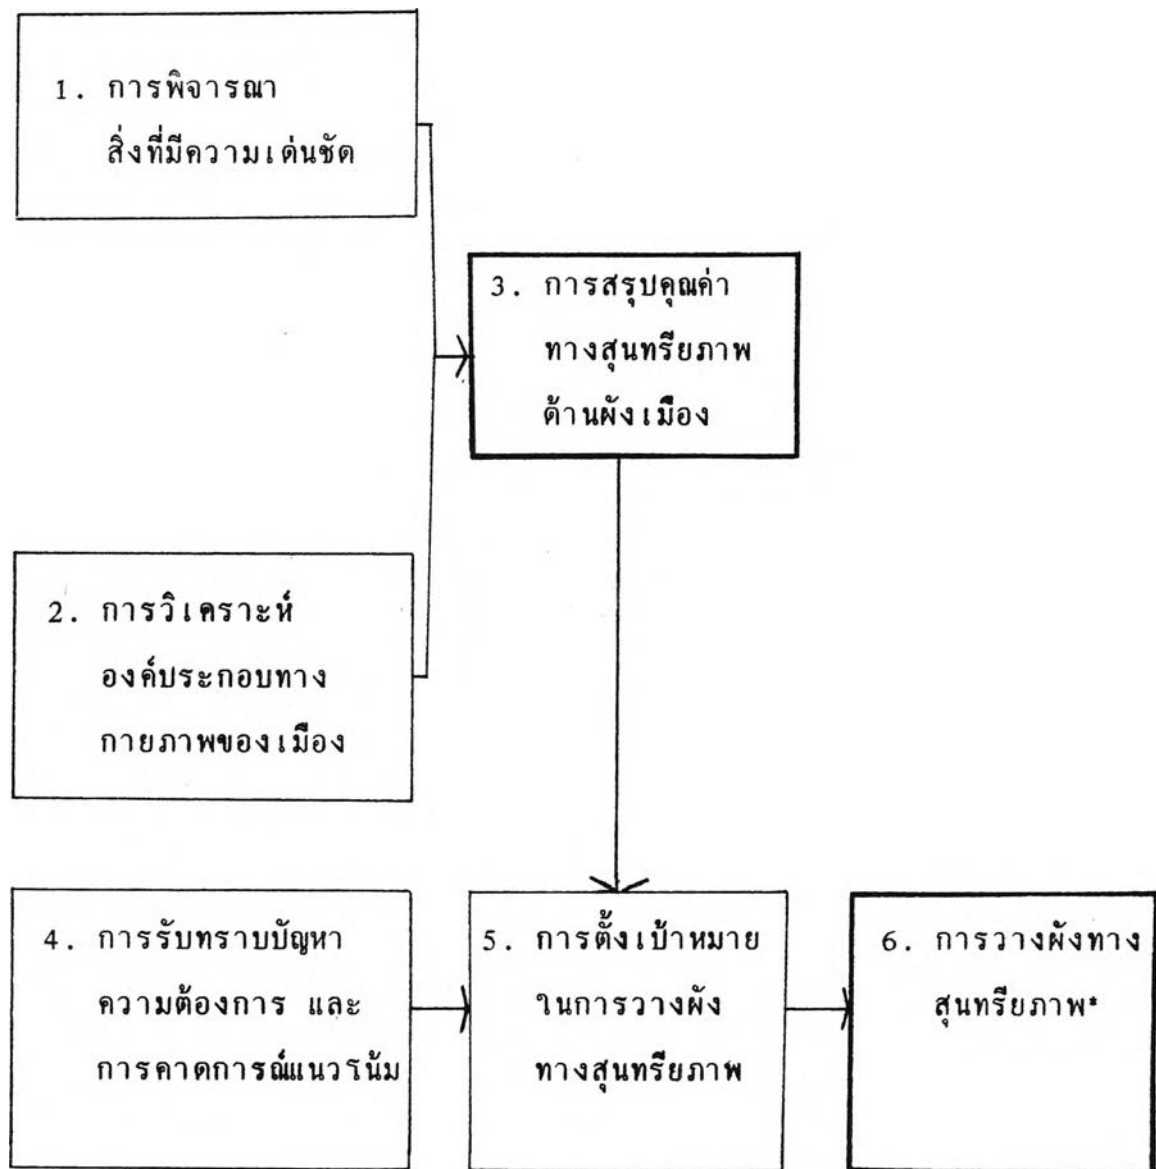 1. การพิจารณา
สิ่งที่มีความเด่นชัด
3. การสรุปคุณค่า
ทางสุนทรียภาพ
ด้านผังเมือง
2. การวิเคราะห์
องค์ประกอบทาง
กายภาพของเมือง
4. การรับทราบปัญหา
ความต้องการ และ
การคาดการณ์แนวโน้ม
5. การตั้งเป้าหมาย
ในการวางผัง
ทางสุนทรียภาพ
6. การวางผังทาง
สุนทรียภาพ*